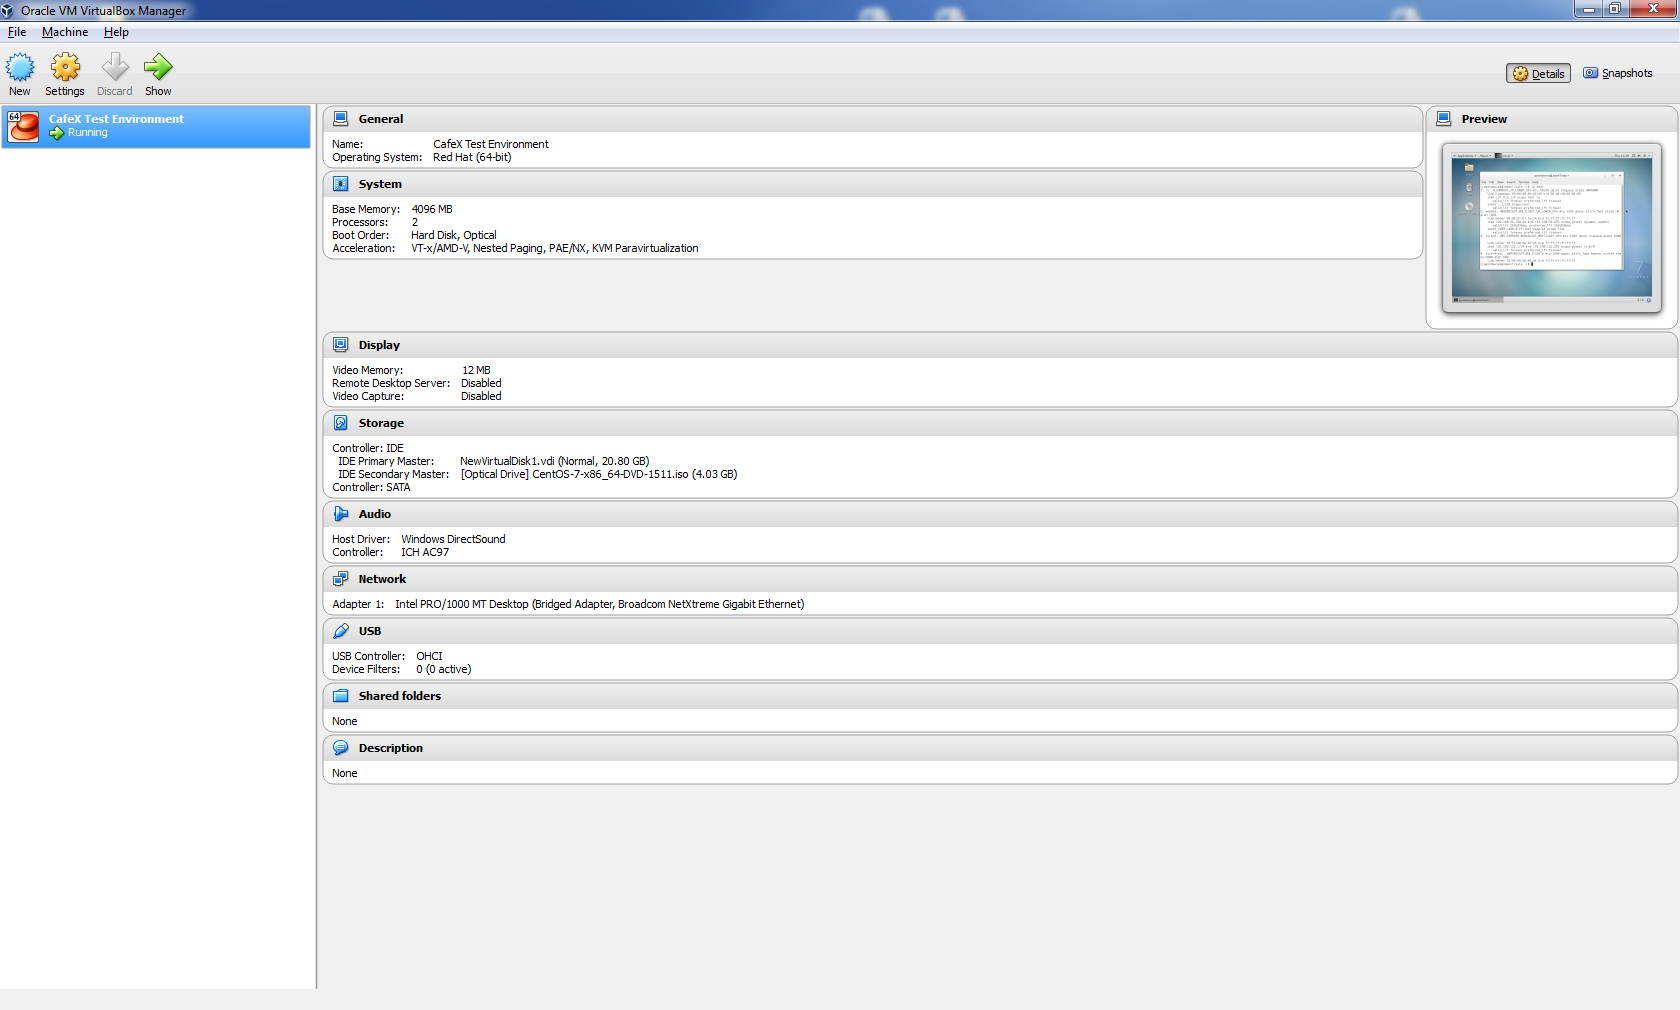 Oracle VM VirtualBox Manager
File Machine Help
New Settings Discard Show
Details Snapshots
64
CafeX Test Environment
Running
General
Name: CafeX Test Environment
Operating System: Red Hat (64-bit)
Preview
System
Base Memory: 4096 MB
Processors: 2
Boot Order: Hard Disk, Optical
Acceleration: VT-x/AMD-V, Nested Paging, PAE/NX, KVM Paravirtualization
Display
Video Memory: 12 MB
Remote Desktop Server: Disabled
Video Capture: Disabled
Storage
Controller: IDE
IDE Primary Master: NewVirtualDisk1.vdi (Normal, 20.80 GB)
IDE Secondary Master: [Optical Drive] CentOS-7-x86_64-DVD-1511.iso (4.03 GB)
Controller: SATA
Audio
Host Driver: Windows DirectSound
Controller: ICH AC97
Network
Adapter 1: Intel PRO/1000 MT Desktop (Bridged Adapter, Broadcom NetXtreme Gigabit Ethernet)
USB
USB Controller: OHCI
Device Filters: 0 (0 active)
Shared folders
None
Description
None